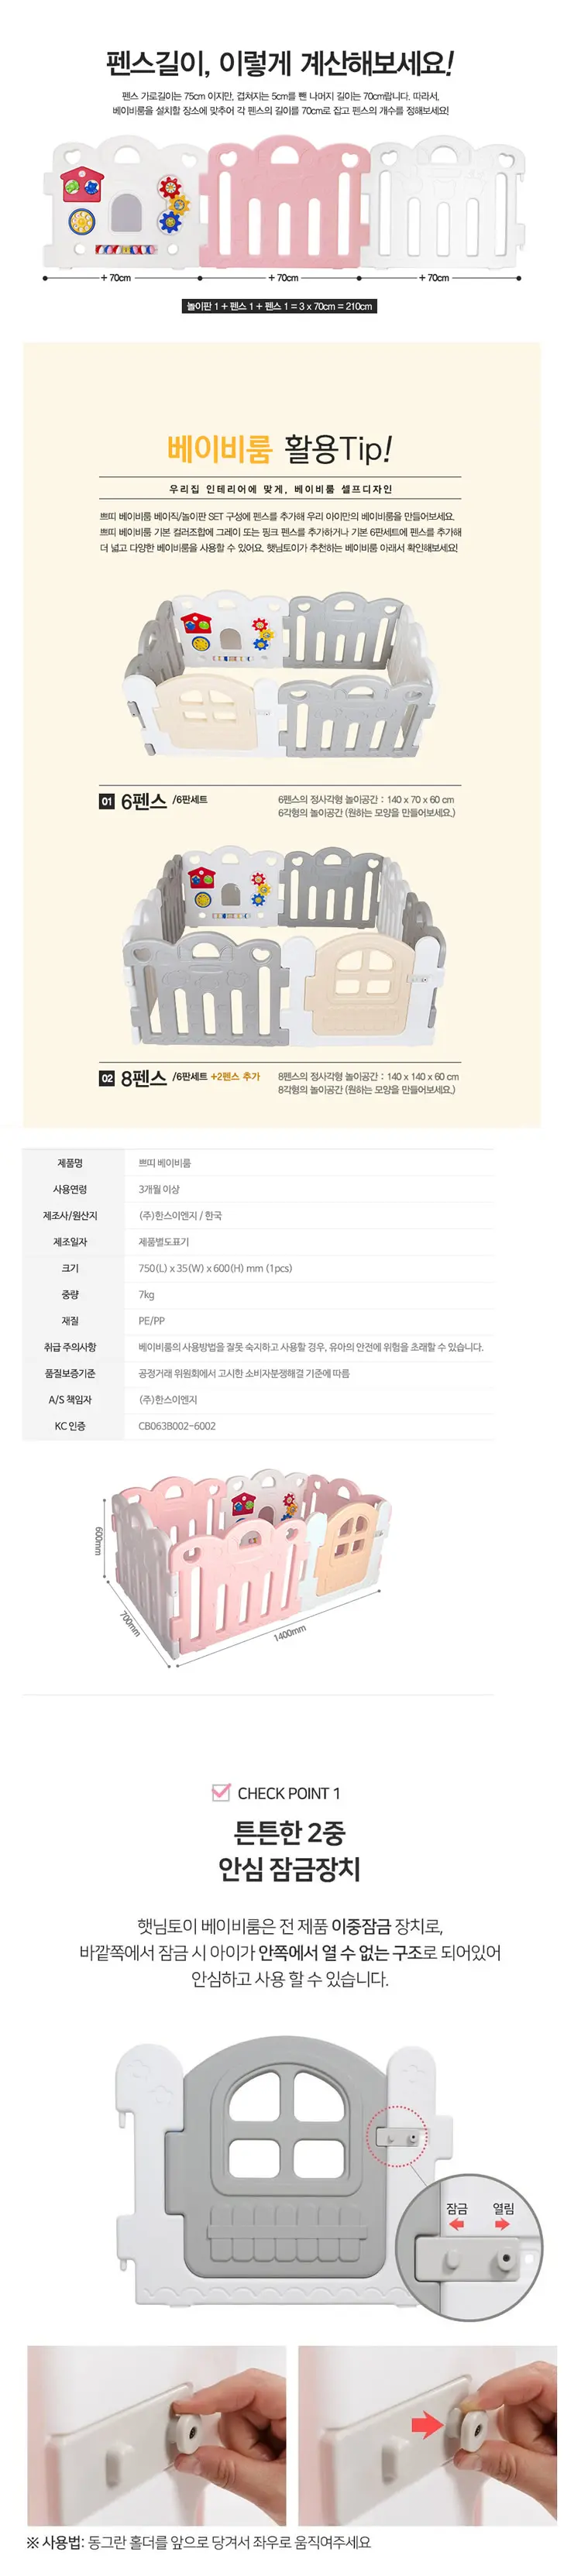 펜스길이, 이렇게 계산해보세요!
펜스 가로길이는 75cm 이지만, 겹쳐지는 5cm를 뺀 나머지 길이는 70cm랍니다. 따라서,
베이비룸을 설치할 장소에 맞추어 각 펜스의 길이를 70cm로 잡고 펜스의 개수를 정해보세요!
+ 70cm + 70cm + 70cm
놀이판 1 + 펜스 1 + 펜스 1 = 3 x 70cm = 210cm
베이비룸 활용Tip!
우리집 인테리어에 맞게, 베이비룸 셀프디자인
쁘띠 베이비룸 베이직/놀이판 SET 구성에 펜스를 추가해 우리 아이만의 베이비룸을 만들어보세요.
쁘띠 베이비룸 기본 컬러조합에 그레이 또는 핑크 펜스를 추가하거나 기본 6판세트에 펜스를 추가해
더 넓고 다양한 베이비룸을 사용할 수 있어요. 햇님토이가 추천하는 베이비룸 아래서 확인해보세요!
01 6펜스 /6판세트 6펜스의 정사각형 놀이공간 : 140 x 70 x 60 cm
6각형의 놀이공간 (원하는 모양을 만들어보세요.)
02 8펜스 /6판세트 +2펜스 추가 8펜스의 정사각형 놀이공간 : 140 x 140 x 60 cm
8각형의 놀이공간 (원하는 모양을 만들어보세요.)
제품명 쁘띠 베이비룸
사용연령 3개월 이상
제조사/원산지 (주)한스이엔지 / 한국
제조일자 제품별도표기
크기 750(L) x 35(W) x 600(H) mm (1pcs)
중량 7kg
재질 PE/PP
취급 주의사항 베이비룸의 사용방법을 잘못 숙지하고 사용할 경우, 유아의 안전에 위험을 초래할 수 있습니다.
품질보증기준 공정거래 위원회에서 고시한 소비자분쟁해결 기준에 따름
A/S 책임자 (주)한스이엔지
KC 인증 CB063B002-6002
600mm
700mm
1400mm
CHECK POINT 1
튼튼한 2중
안심 잠금장치
햇님토이 베이비룸은 전 제품 이중잠금 장치로,
바깥쪽에서 잠금 시 아이가 안쪽에서 열 수 없는 구조로 되어있어
안심하고 사용 할 수 있습니다.
잠금 열림
※ 사용법: 동그란 홀더를 앞으로 당겨서 좌우로 움직여주세요